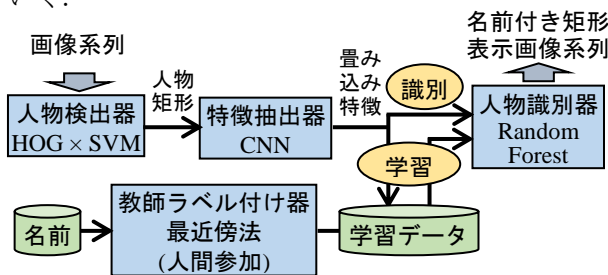 いく.
画像系列
名前付き矩形
表示画像系列
人物検出器
HOG × SVM
人物
矩形
特徴抽出器
CNN
畳み
込み
特徴
識別
学習
人物識別器
Random
Forest
名前
教師ラベル付け器
最近傍法
(人間参加)
学習データ